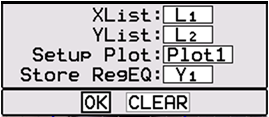 XList: L₁
YList: L₂
Setup Plot: Plot1
Store RegEQ: Y₁
OK CLEAR